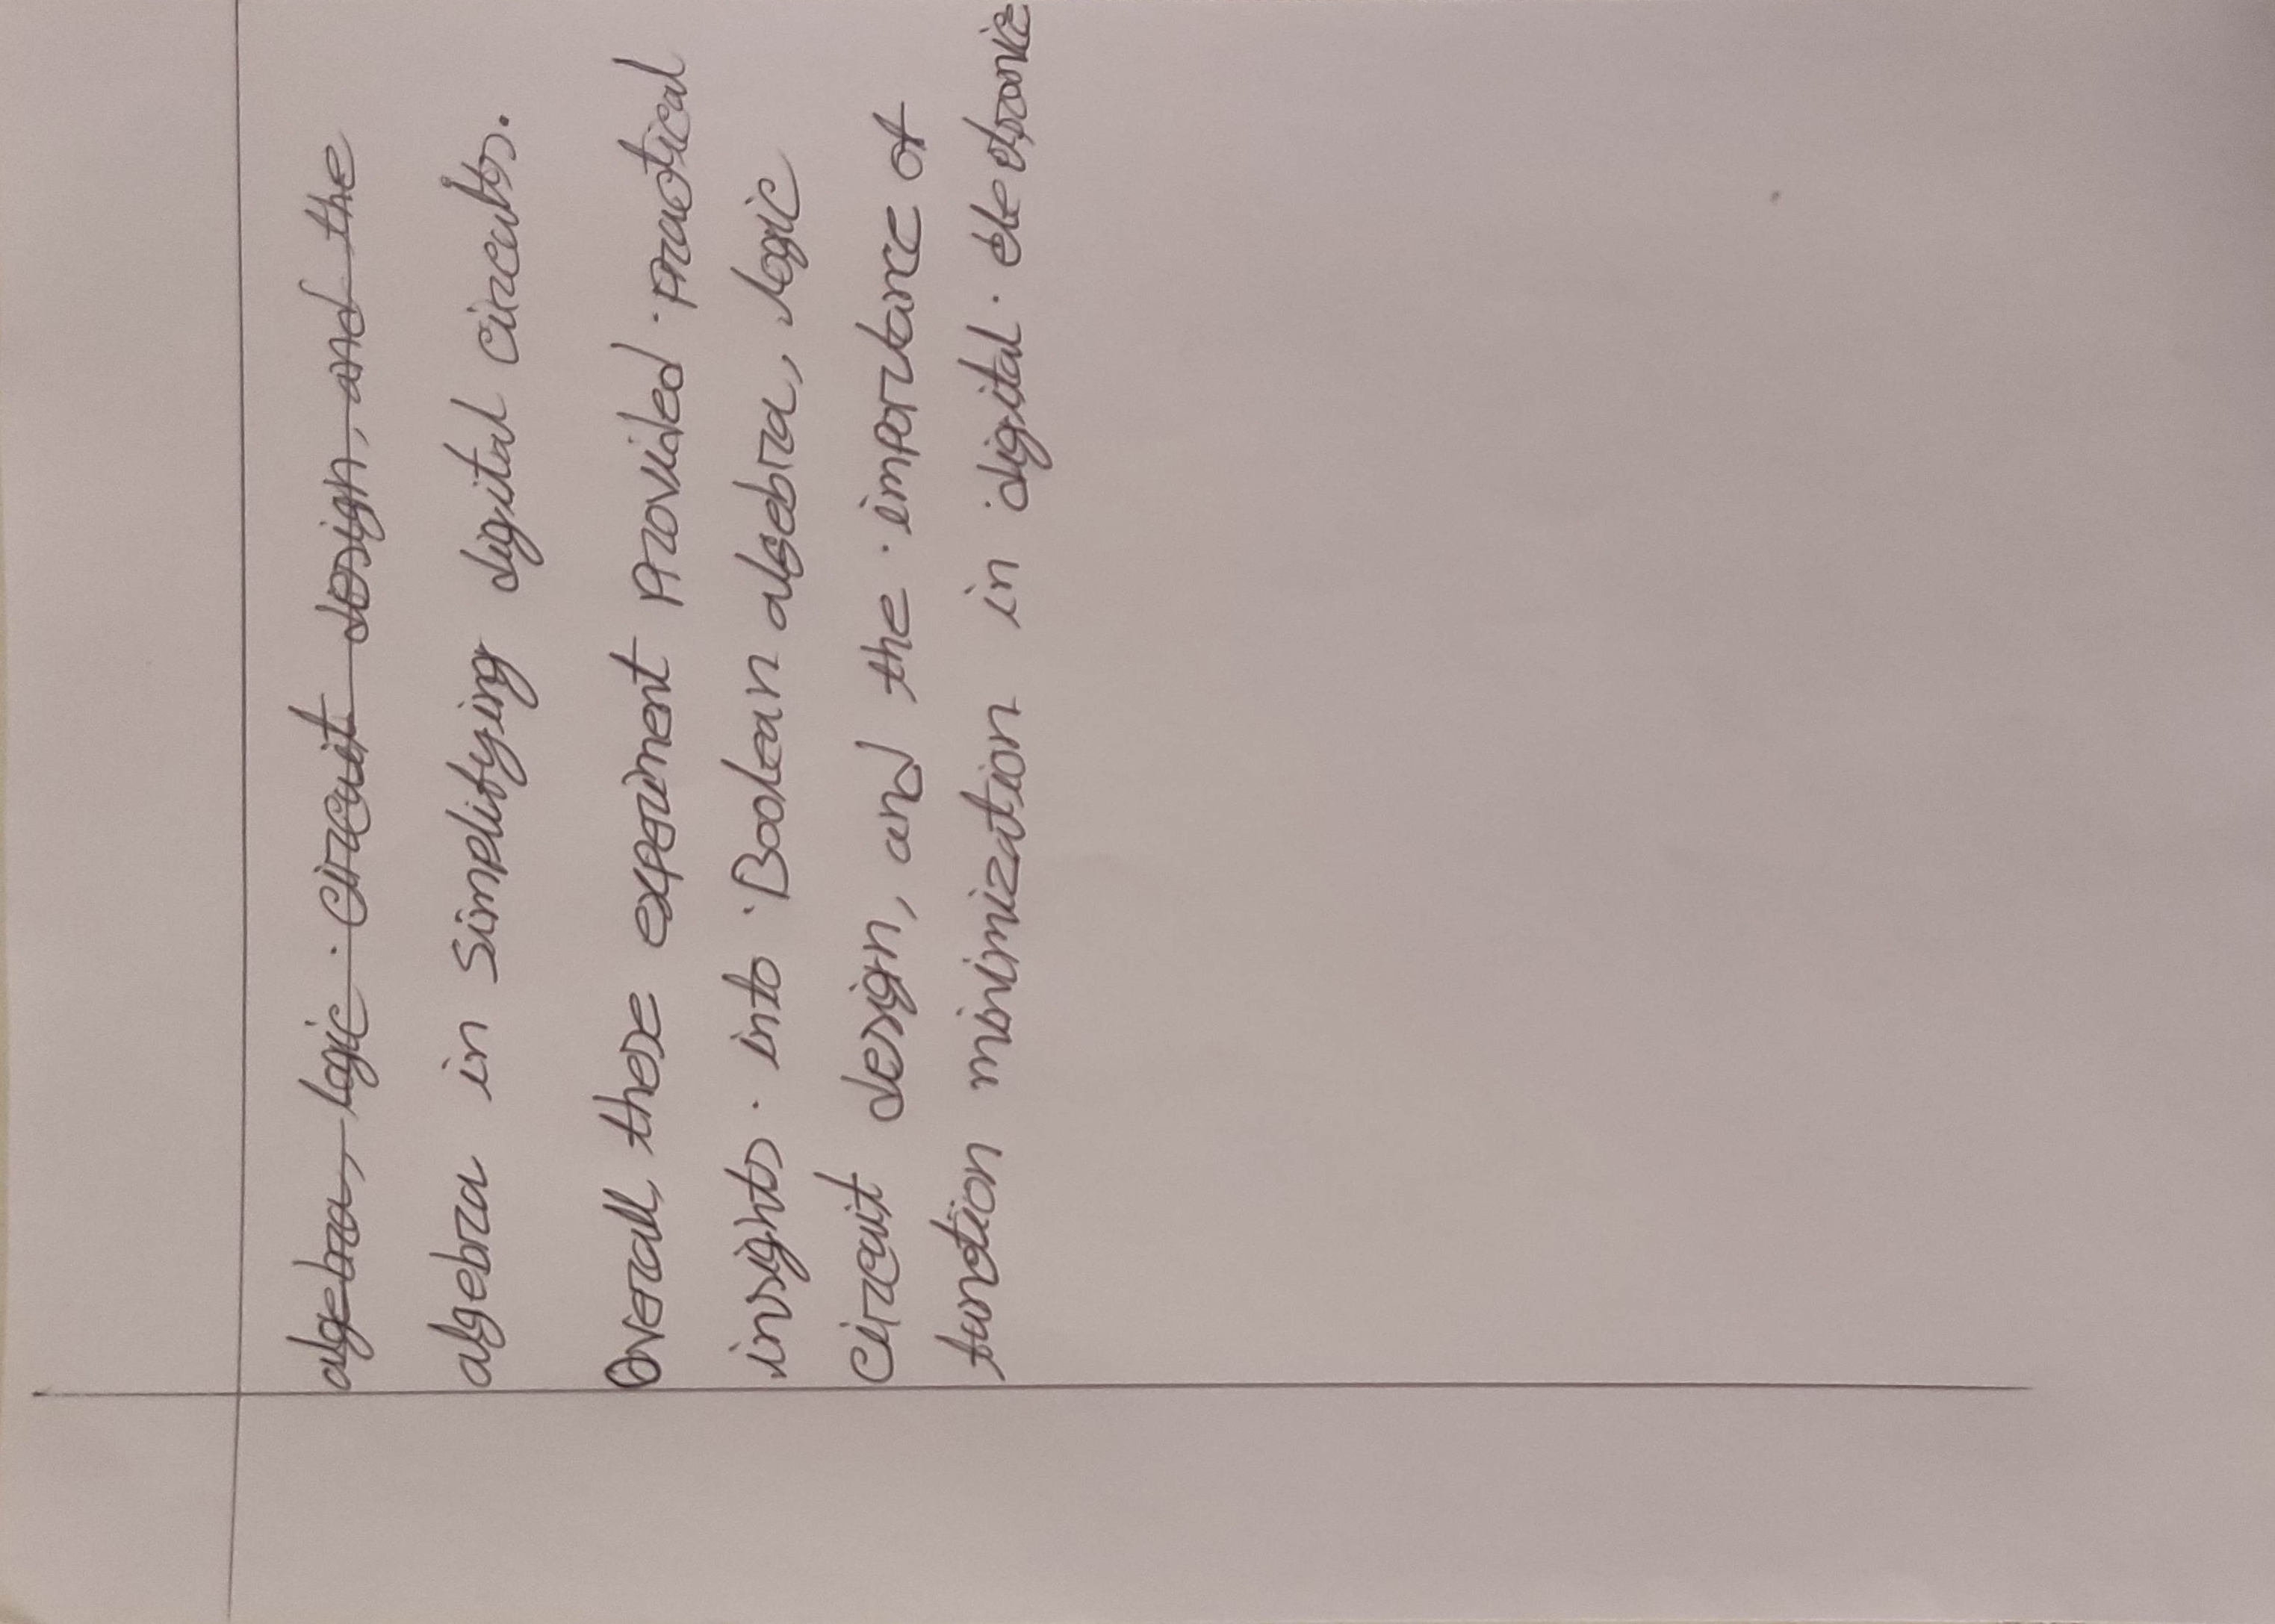 algebra, logic circuit design, and the
algebra in simplifying digital circuits.
Overall, these experiment provided practical
insights into Boolean algebra, logic
circuit design, and the importance of
function minimization in digital electronic